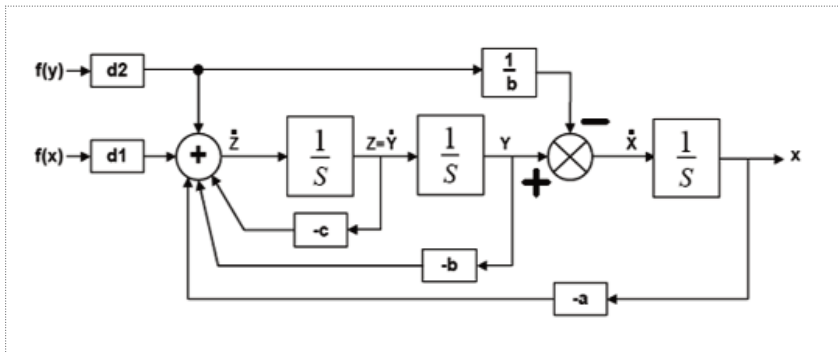 f(y)
d2
1
b
f(x)
d1
+
Ż
1
S
Z=Ẏ
1
S
Y
+
−
Ẋ
1
S
x
-c
-b
-a